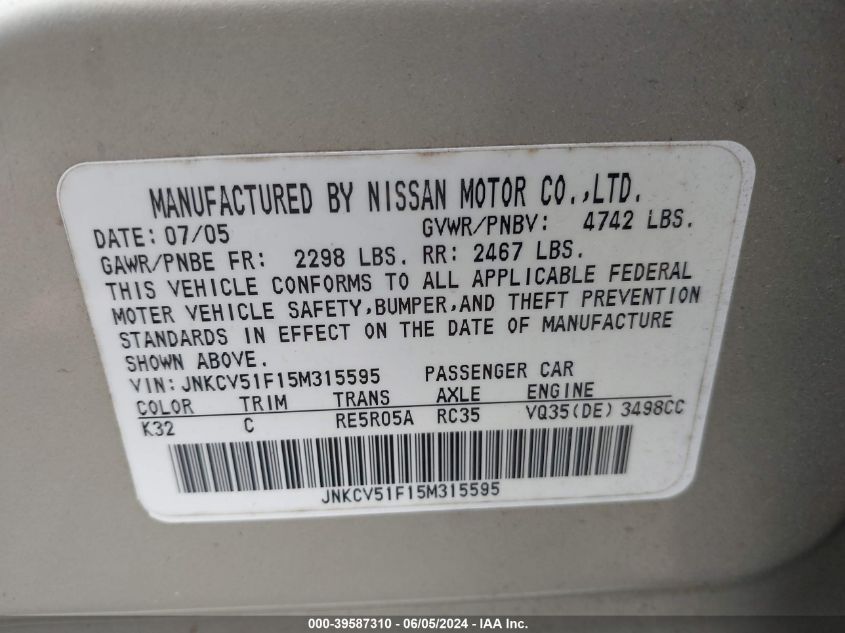 MANUFACTURED BY NISSAN MOTOR CO.,LTD.
DATE: 07/05 GVWR/PNBV: 4742 LBS.
GAWR/PNBE FR: 2298 LBS. RR: 2467 LBS.
THIS VEHICLE CONFORMS TO ALL APPLICABLE FEDERAL
MOTER VEHICLE SAFETY,BUMPER,AND THEFT PREVENTION
STANDARDS IN EFFECT ON THE DATE OF MANUFACTURE
SHOWN ABOVE.
VIN: JNKCV51F15M315595 PASSENGER CAR
COLOR TRIM TRANS AXLE ENGINE
K32 C RE5R05A RC35 VQ35(DE) 3498CC
JNKCV51F15M315595
000-39587310 - 06/05/2024 - IAA Inc.